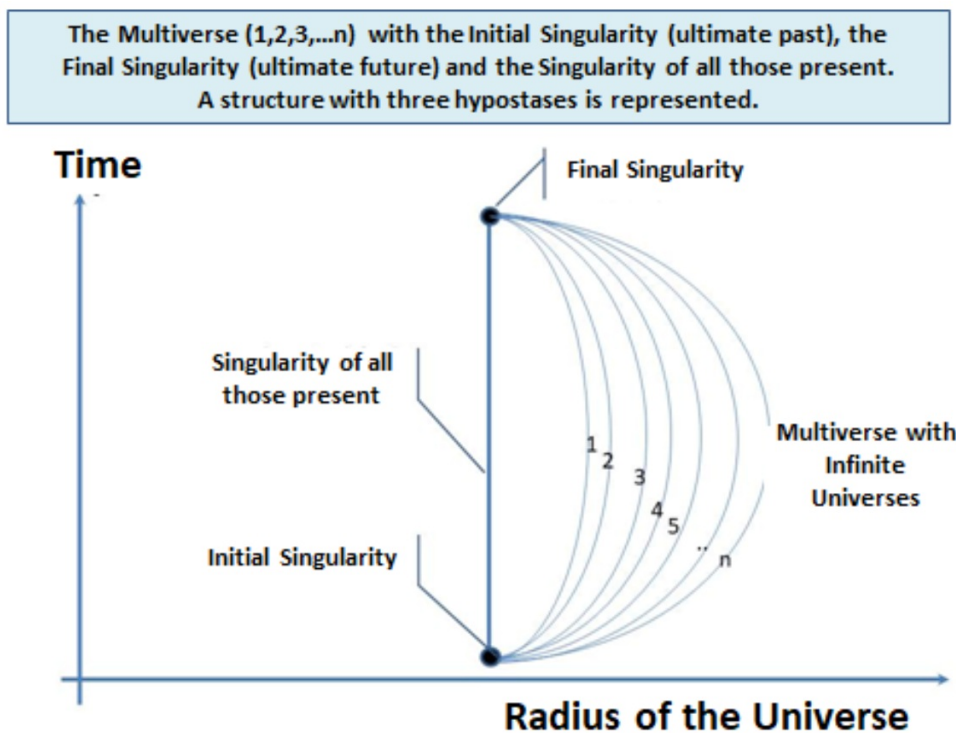 The Multiverse (1,2,3,...n) with the Initial Singularity (ultimate past), the
Final Singularity (ultimate future) and the Singularity of all those present.
A structure with three hypostases is represented.
Time
Final Singularity
Singularity of all
those present
1
2
3
4
5
..
n
Multiverse with
Infinite
Universes
Initial Singularity
Radius of the Universe